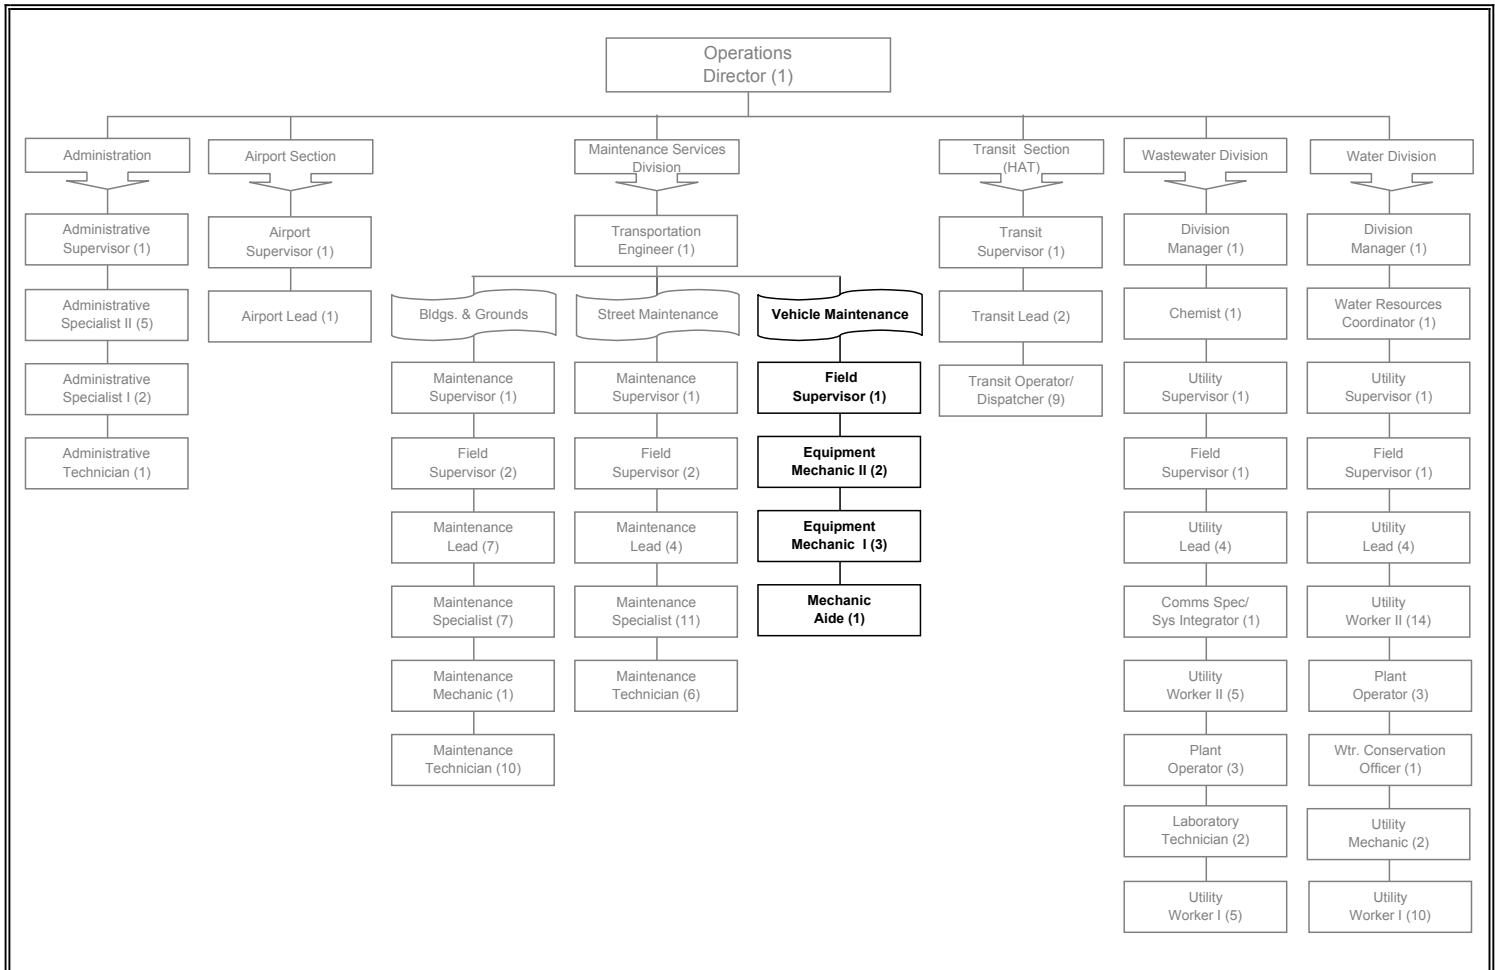 Operations
Director (1)
Administration
Airport Section
Maintenance Services
Division
Transit Section
(HAT)
Wastewater Division
Water Division
Administrative
Supervisor (1)
Administrative
Specialist II (5)
Administrative
Specialist I (2)
Administrative
Technician (1)
Airport
Supervisor (1)
Airport Lead (1)
Transportation
Engineer (1)
Bldgs. & Grounds
Maintenance
Supervisor (1)
Field
Supervisor (2)
Maintenance
Lead (7)
Maintenance
Specialist (7)
Maintenance
Mechanic (1)
Maintenance
Technician (10)
Street Maintenance
Maintenance
Supervisor (1)
Field
Supervisor (2)
Maintenance
Lead (4)
Maintenance
Specialist (11)
Maintenance
Technician (6)
Vehicle Maintenance
Field
Supervisor (1)
Equipment
Mechanic II (2)
Equipment
Mechanic I (3)
Mechanic
Aide (1)
Transit
Supervisor (1)
Transit Lead (2)
Transit Operator/
Dispatcher (9)
Division
Manager (1)
Chemist (1)
Utility
Supervisor (1)
Field
Supervisor (1)
Utility
Lead (4)
Comms Spec/
Sys Integrator (1)
Utility
Worker II (5)
Plant
Operator (3)
Laboratory
Technician (2)
Utility
Worker I (5)
Division
Manager (1)
Water Resources
Coordinator (1)
Utility
Supervisor (1)
Field
Supervisor (1)
Utility
Lead (4)
Utility
Worker II (14)
Plant
Operator (3)
Wtr. Conservation
Officer (1)
Utility
Mechanic (2)
Utility
Worker I (10)